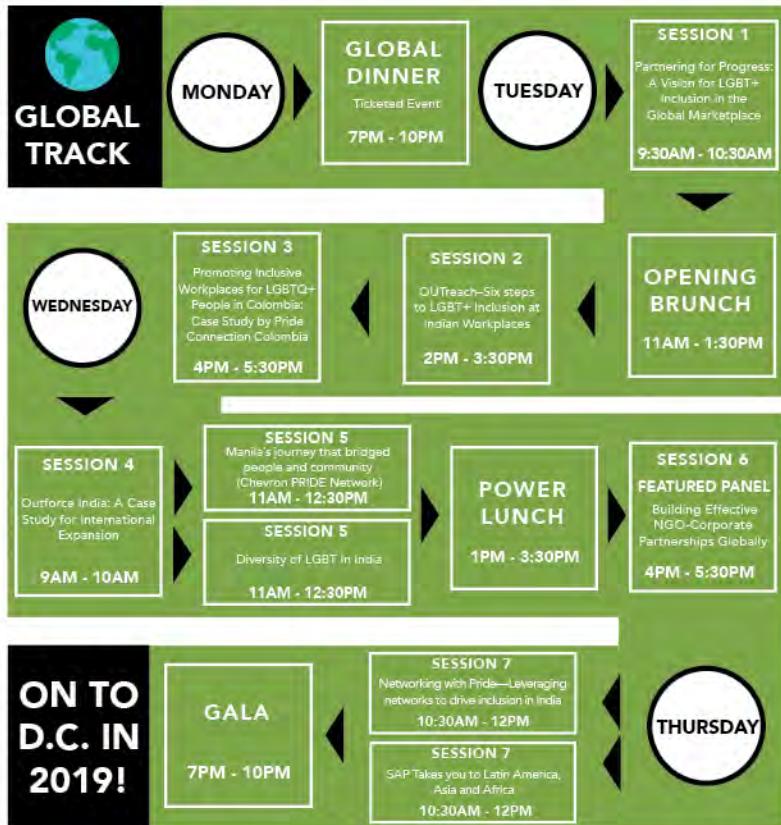 GLOBAL
TRACK
MONDAY
GLOBAL
DINNER
Ticketed Event
7PM - 10PM
TUESDAY
SESSION 1
Partnering for Progress:
A Vision for LGBT+
Inclusion in the
Global Marketplace
9:30AM - 10:30AM
OPENING
BRUNCH
11AM - 1:30PM
SESSION 2
OUTreach–Six steps
to LGBT+ Inclusion at
Indian Workplaces
2PM - 3:30PM
SESSION 3
Promoting Inclusive
Workplaces for LGBTQ+
People in Colombia:
Case Study by Pride
Connection Colombia
4PM - 5:30PM
WEDNESDAY
SESSION 4
Outforce India: A Case
Study for International
Expansion
9AM - 10AM
SESSION 5
Manila's journey that bridged
people and community
(Chevron PRIDE Network)
11AM - 12:30PM
SESSION 5
Diversity of LGBT in India
11AM - 12:30PM
POWER
LUNCH
1PM - 3:30PM
SESSION 6
FEATURED PANEL
Building Effective
NGO-Corporate
Partnerships Globally
4PM - 5:30PM
THURSDAY
SESSION 7
Networking with Pride—Leveraging
networks to drive inclusion in India
10:30AM - 12PM
SESSION 7
SAP Takes you to Latin America,
Asia and Africa
10:30AM - 12PM
GALA
7PM - 10PM
ON TO
D.C. IN
2019!